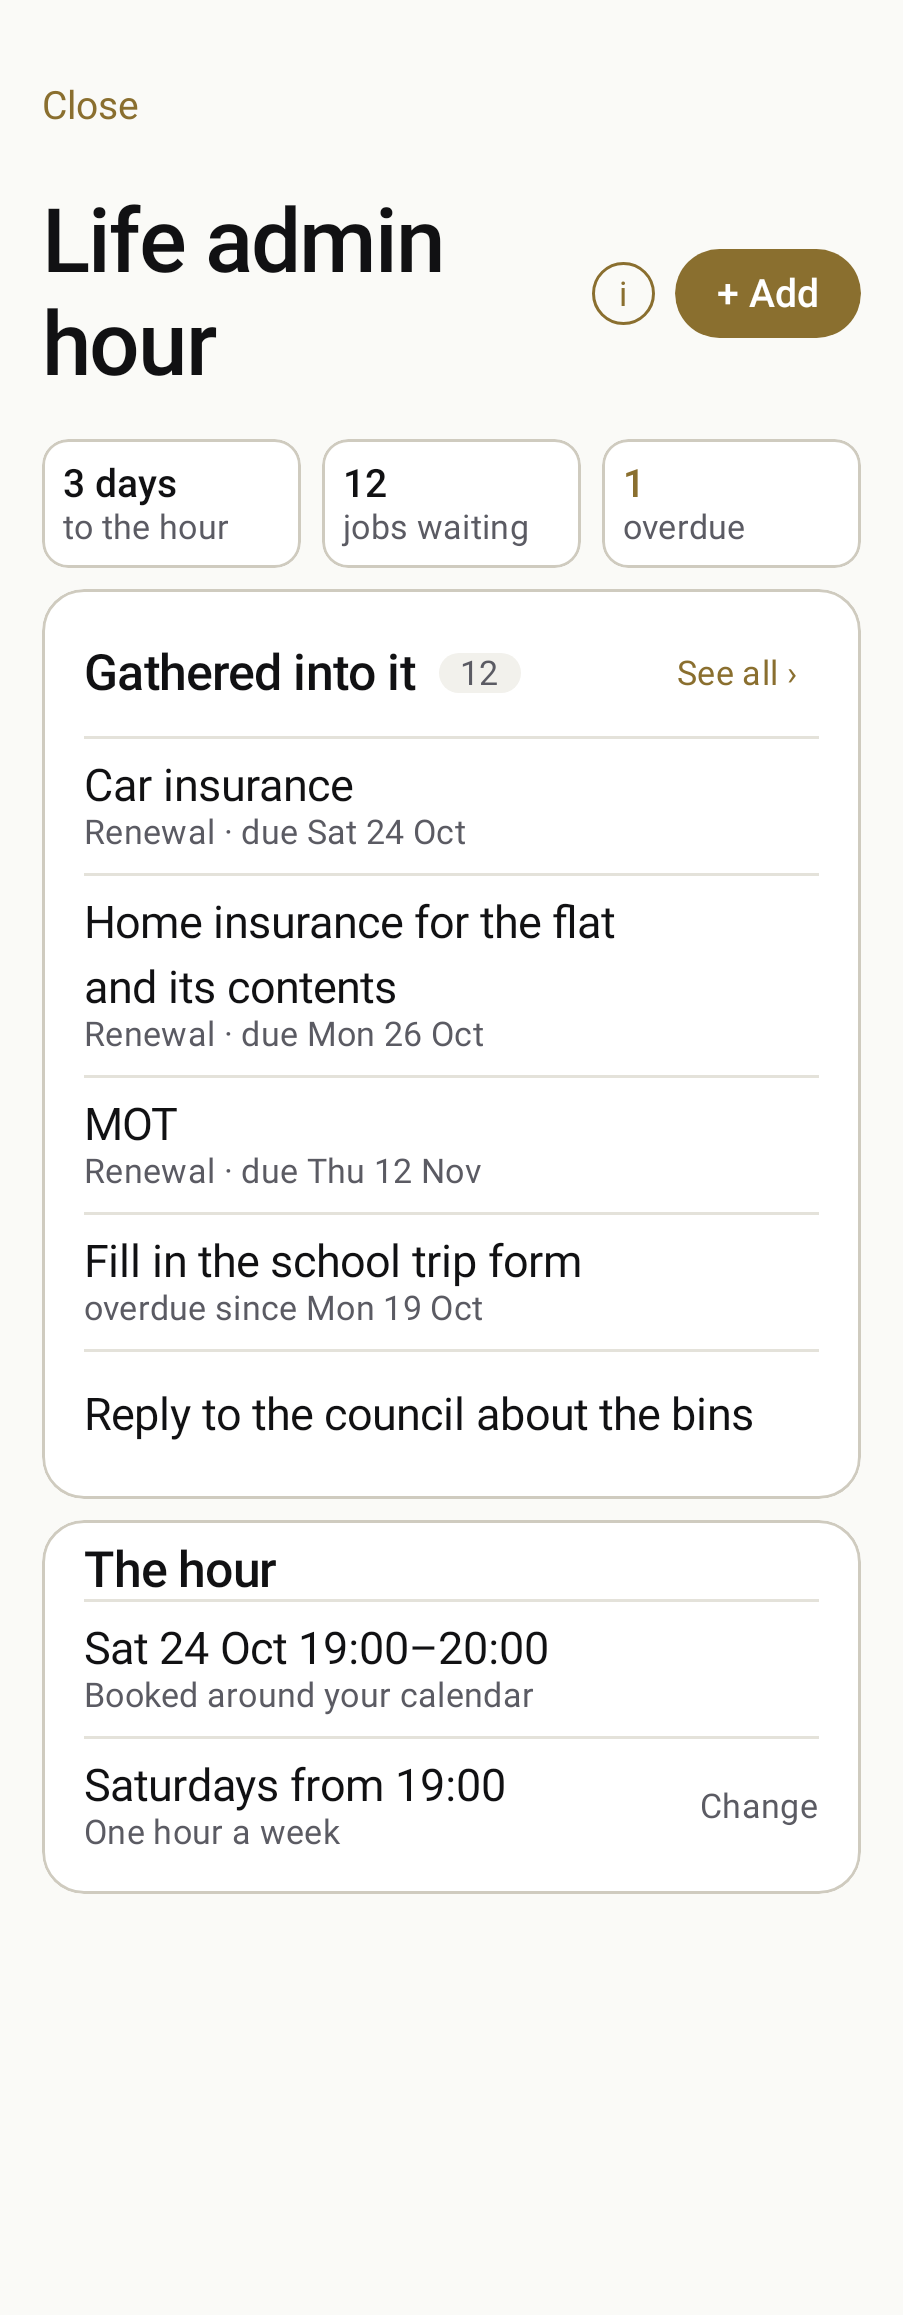 Close
Life admin
hour
i
+ Add
3 days
to the hour
12
jobs waiting
1
overdue
Gathered into it 12 See all ›
Car insurance
Renewal · due Sat 24 Oct
Home insurance for the flat
and its contents
Renewal · due Mon 26 Oct
MOT
Renewal · due Thu 12 Nov
Fill in the school trip form
overdue since Mon 19 Oct
Reply to the council about the bins
The hour
Sat 24 Oct 19:00–20:00
Booked around your calendar
Saturdays from 19:00
One hour a week
Change